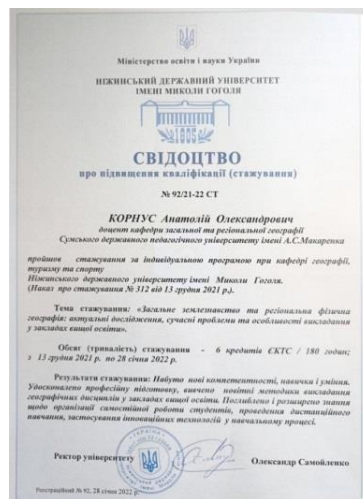 Міністерство освіти і науки України
НІЖИНСЬКИЙ ДЕРЖАВНИЙ УНІВЕРСИТЕТ
ІМЕНІ МИКОЛИ ГОГОЛЯ
1805
СВІДОЦТВО
про підвищення кваліфікації (стажування)
№ 92/21-22 СТ
КОРНУС Анатолій Олександрович
доцент кафедри загальної та регіональної географії
Сумського державного педагогічного університету імені А.С.Макаренка
пройшов стажування за індивідуальною програмою при кафедрі географії,
туризму та спорту
Ніжинського державного університету імені Миколи Гоголя.
(Наказ про стажування № 312 від 13 грудня 2021 р.).
Тема стажування: «Загальне землезнавство та регіональна фізична
географія: актуальні дослідження, сучасні проблеми та особливості викладання
у закладах вищої освіти».
Обсяг (тривалість) стажування - 6 кредитів ЄКТС / 180 годин;
з 13 грудня 2021 р. по 28 січня 2022 р.
Результати стажування: Набуто нові компетентності, навички і уміння.
Удосконалено професійну підготовку, вивчено новітні методики викладання
географічних дисциплін у закладах вищої освіти. Поглиблено і розширено знання
щодо організації самостійної роботи студентів, проведення дистанційного
навчання, застосування інноваційних технологій у навчальному процесі.
Ректор університету Олександр Самойленко
Реєстраційний № 92, 28 січня 2022 р.